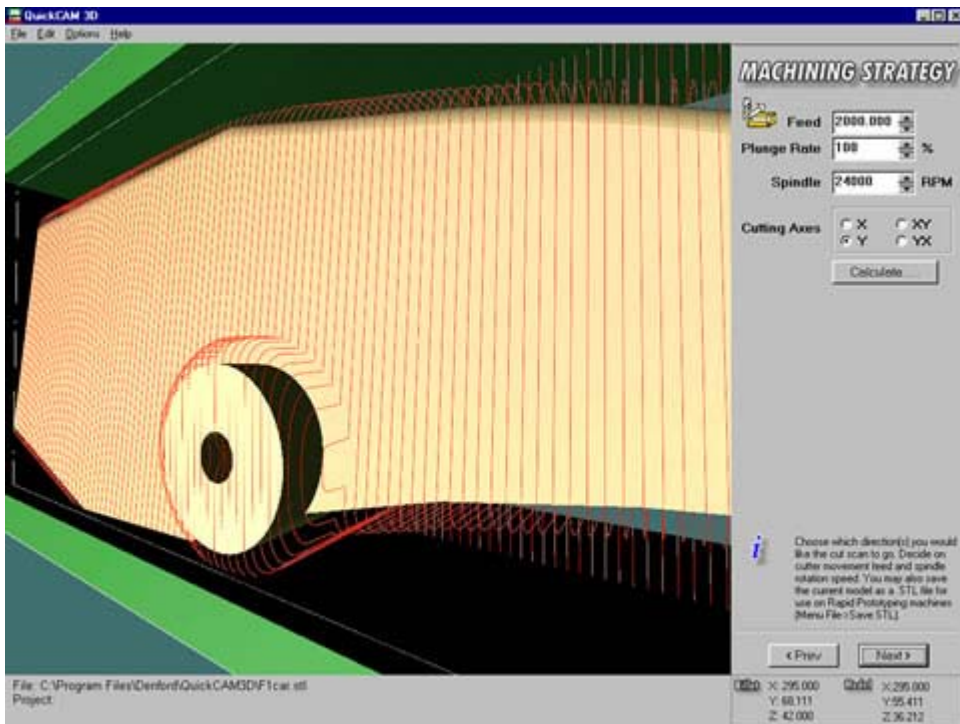 QuickCAM 3D
File Edit Options Help
MACHINING STRATEGY
Feed 2000.000
Plunge Rate 100 %
Spindle 24000 RPM
Cutting Axes X XY
Y YX
Calculate....
i
Choose which direction(s) you would
like the cut scan to go. Decide on
cutter movement feed and spindle
rotation speed. You may also save
the current model as a .STL file for
use on Rapid Prototyping machines
(Menu File>Save STL)
< Prev Next >
File: C:\Program Files\Denford\QuickCAM3D\F1car.stl
Project:
X: 295.000 Model X: 295.000
Y: 68.111 Y: 55.411
Z: 42.000 Z: 36.212